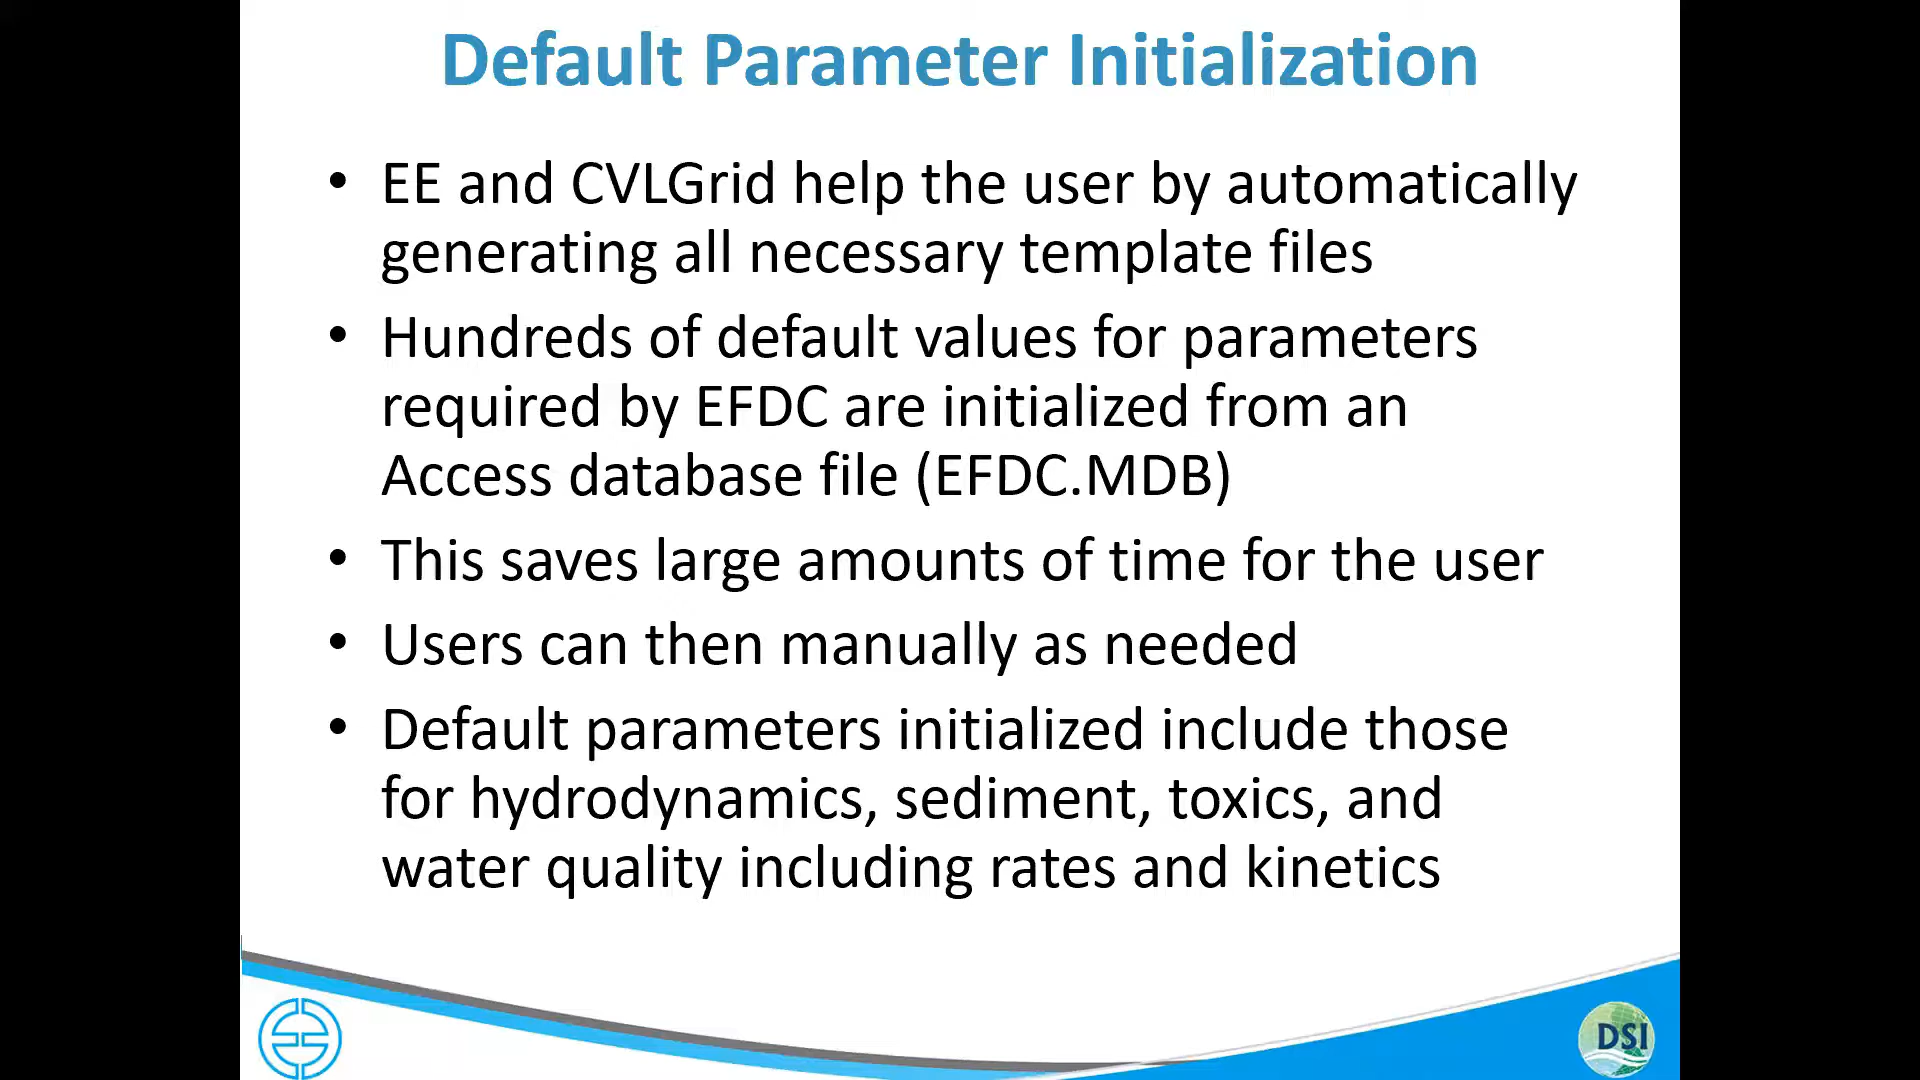 Default Parameter Initialization
• EE and CVLGrid help the user by automatically
generating all necessary template files
• Hundreds of default values for parameters
required by EFDC are initialized from an
Access database file (EFDC.MDB)
• This saves large amounts of time for the user
• Users can then manually as needed
• Default parameters initialized include those
for hydrodynamics, sediment, toxics, and
water quality including rates and kinetics
DSI